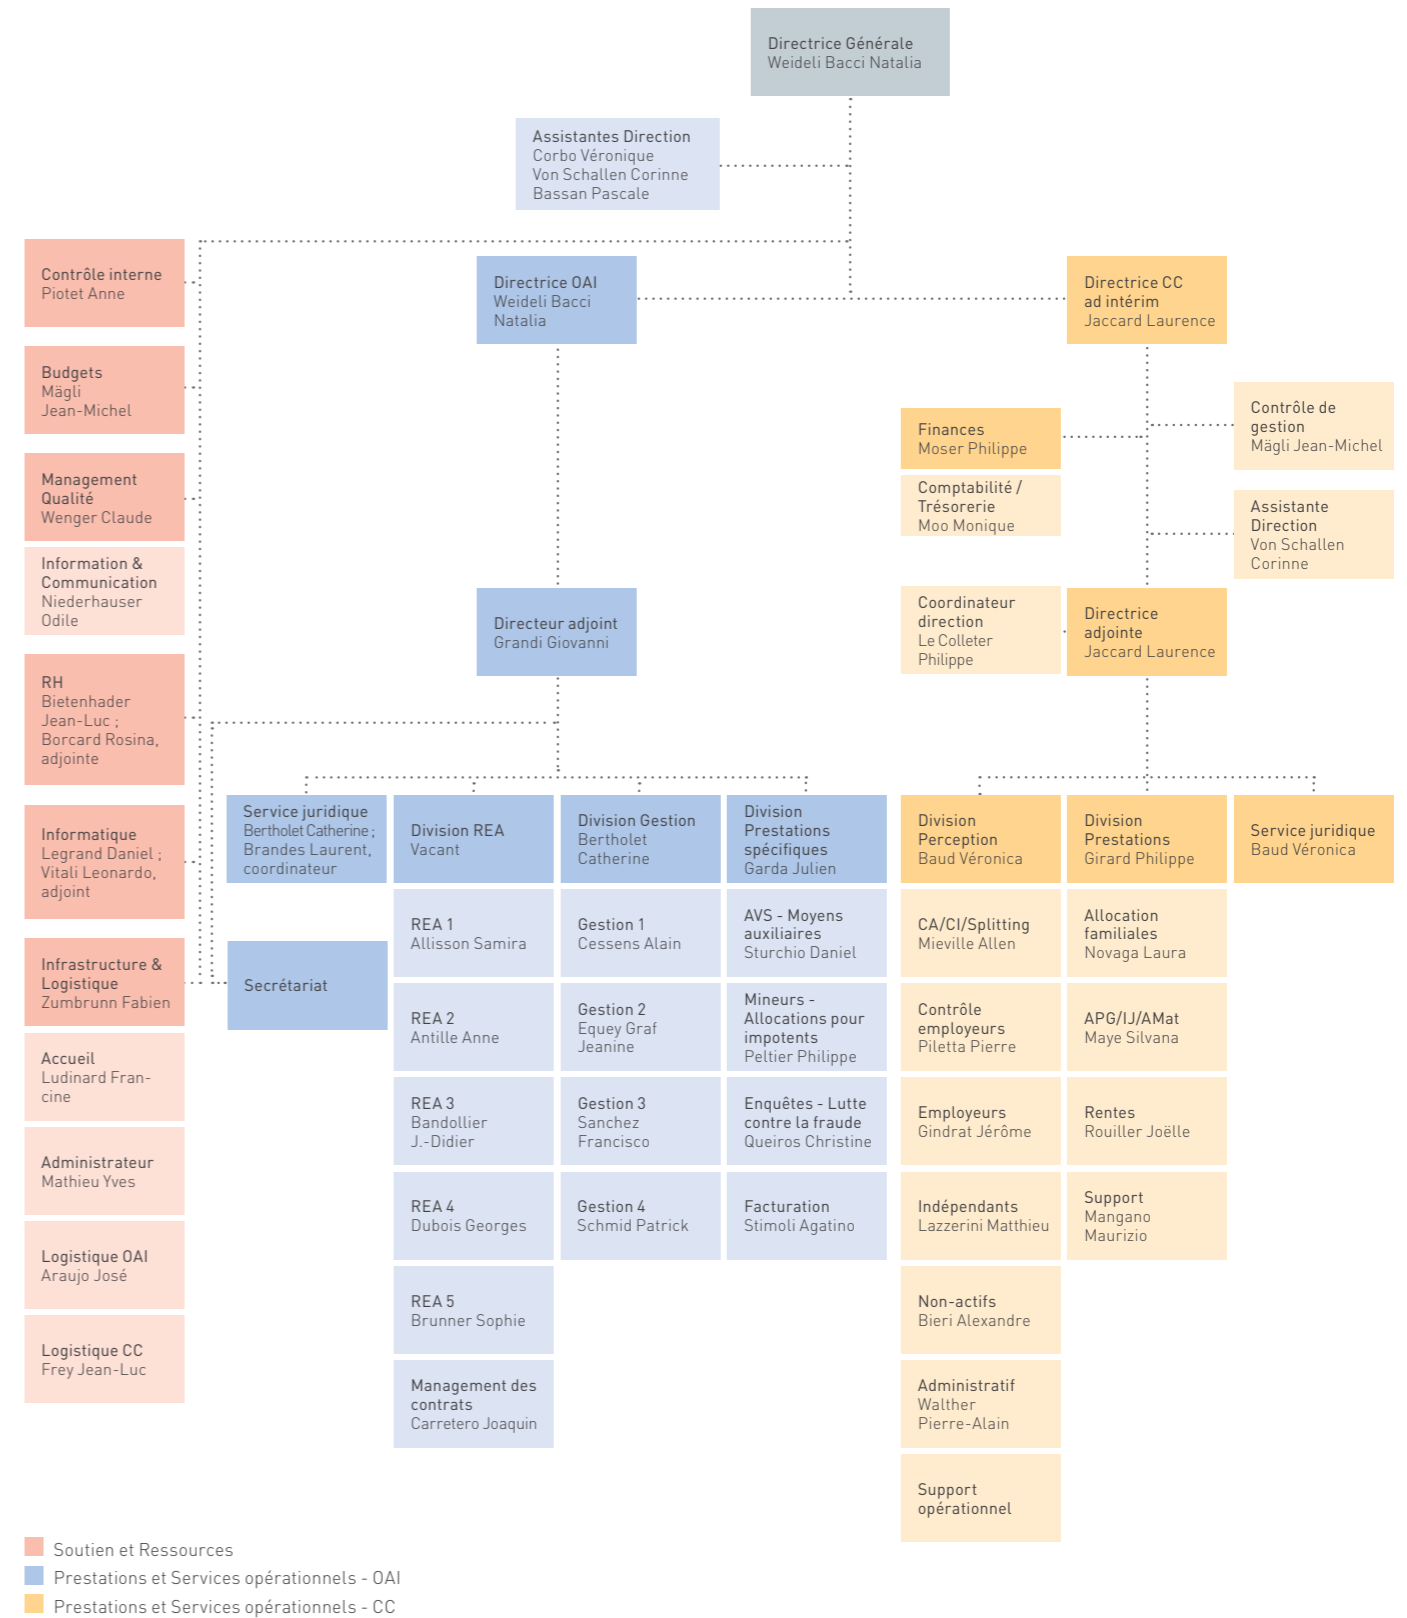 Directrice Générale
Weideli Bacci Natalia
Assistantes Direction
Corbo Véronique
Von Schallen Corinne
Bassan Pascale
Contrôle interne
Piotet Anne
Budgets
Mägli
Jean-Michel
Management
Qualité
Wenger Claude
Information &
Communication
Niederhauser
Odile
RH
Bietenhader
Jean-Luc ;
Borcard Rosina,
adjointe
Informatique
Legrand Daniel ;
Vitali Leonardo,
adjoint
Infrastructure &
Logistique
Zumbrunn Fabien
Accueil
Ludinard Fran-
cine
Administrateur
Mathieu Yves
Logistique OAI
Araujo José
Logistique CC
Frey Jean-Luc
Directrice OAI
Weideli Bacci
Natalia
Directeur adjoint
Grandi Giovanni
Service juridique
Bertholet Catherine ;
Brandes Laurent,
coordinateur
Secrétariat
Division REA
Vacant
REA 1
Allisson Samira
REA 2
Antille Anne
REA 3
Bandollier
J.-Didier
REA 4
Dubois Georges
REA 5
Brunner Sophie
Management des
contrats
Carretero Joaquin
Division Gestion
Bertholet
Catherine
Gestion 1
Cessens Alain
Gestion 2
Equey Graf
Jeanine
Gestion 3
Sanchez
Francisco
Gestion 4
Schmid Patrick
Division
Prestations
spécifiques
Garda Julien
AVS - Moyens
auxiliaires
Sturchio Daniel
Mineurs -
Allocations pour
impotents
Peltier Philippe
Enquêtes - Lutte
contre la fraude
Queiros Christine
Facturation
Stimoli Agatino
Directrice CC
ad intérim
Jaccard Laurence
Finances
Moser Philippe
Comptabilité /
Trésorerie
Moo Monique
Contrôle de
gestion
Mägli Jean-Michel
Assistante
Direction
Von Schallen
Corinne
Coordinateur
direction
Le Colleter
Philippe
Directrice
adjointe
Jaccard Laurence
Division
Perception
Baud Véronica
CA/CI/Splitting
Mieville Allen
Contrôle
employeurs
Piletta Pierre
Employeurs
Gindrat Jérôme
Indépendants
Lazzerini Matthieu
Non-actifs
Bieri Alexandre
Administratif
Walther
Pierre-Alain
Support
opérationnel
Division
Prestations
Girard Philippe
Allocation
familiales
Novaga Laura
APG/IJ/AMat
Maye Silvana
Rentes
Rouiller Joëlle
Support
Mangano
Maurizio
Service juridique
Baud Véronica
Soutien et Ressources
Prestations et Services opérationnels - OAI
Prestations et Services opérationnels - CC